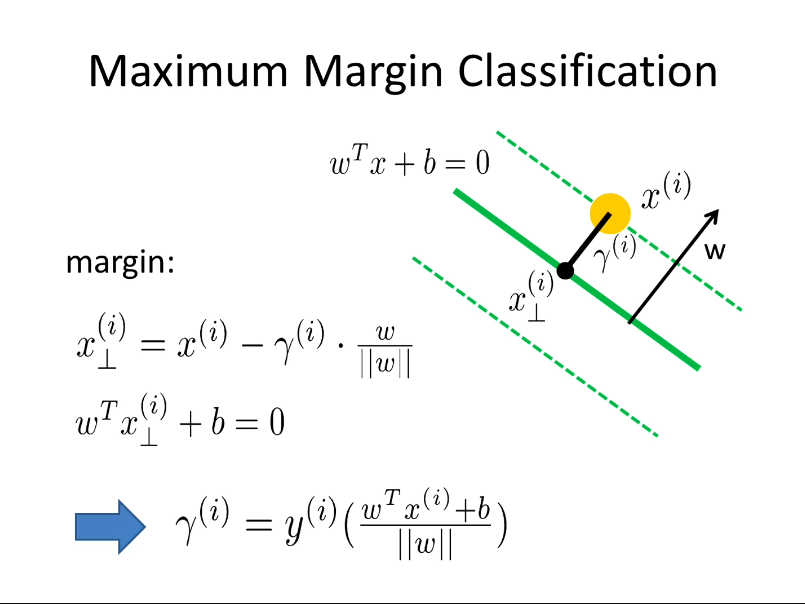 Maximum Margin Classification
$w^T x + b = 0$
$x^{(i)}$
$\gamma^{(i)}$
w
$x_\perp^{(i)}$
margin:
$x_\perp^{(i)} = x^{(i)} - \gamma^{(i)} \cdot \frac{w}{||w||}$
$w^T x_\perp^{(i)} + b = 0$
$\gamma^{(i)} = y^{(i)} ( \frac{w^T x^{(i)} + b}{||w||} )$